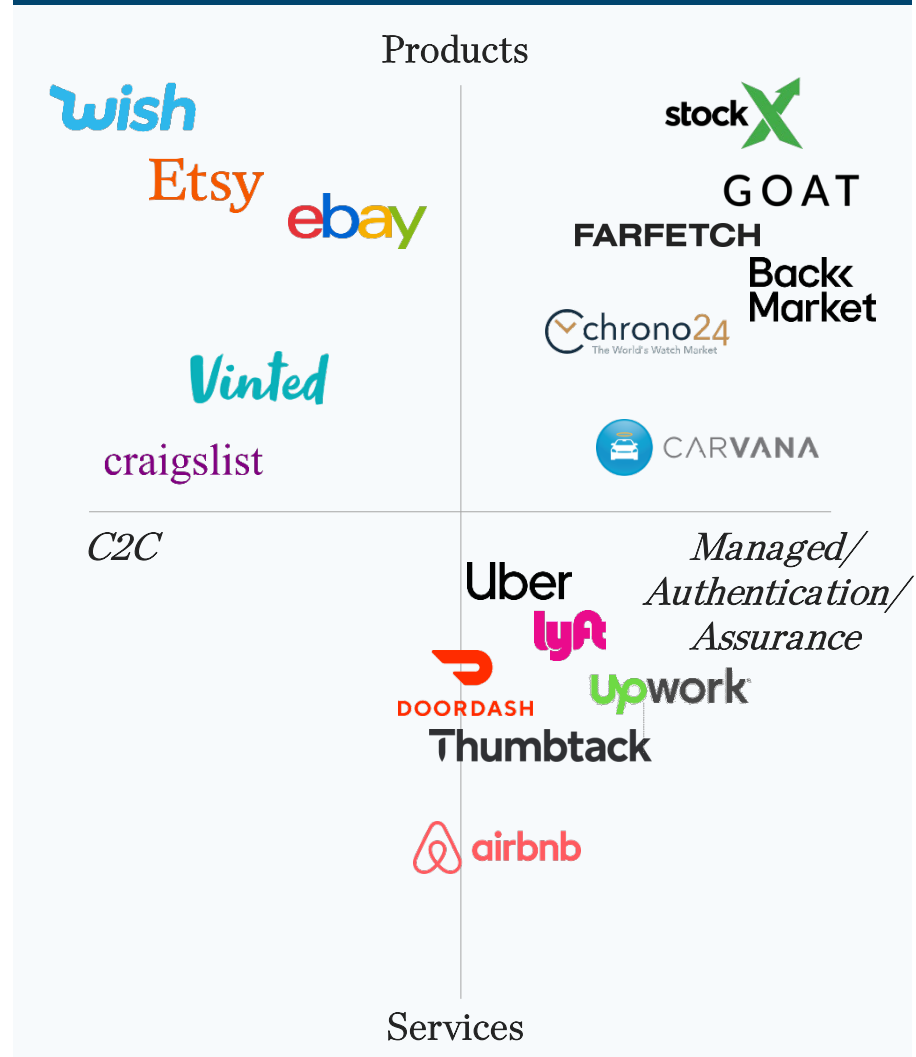 Products
wish
stockX
Etsy
GOAT
ebay
FARFETCH
Back
Market
chrono24
The World's Watch Market
Vinted
craigslist
CARVANA
C2C
Managed/
Authentication/
Assurance
Uber
lyft
DOORDASH
upwork
Thumbtack
airbnb
Services